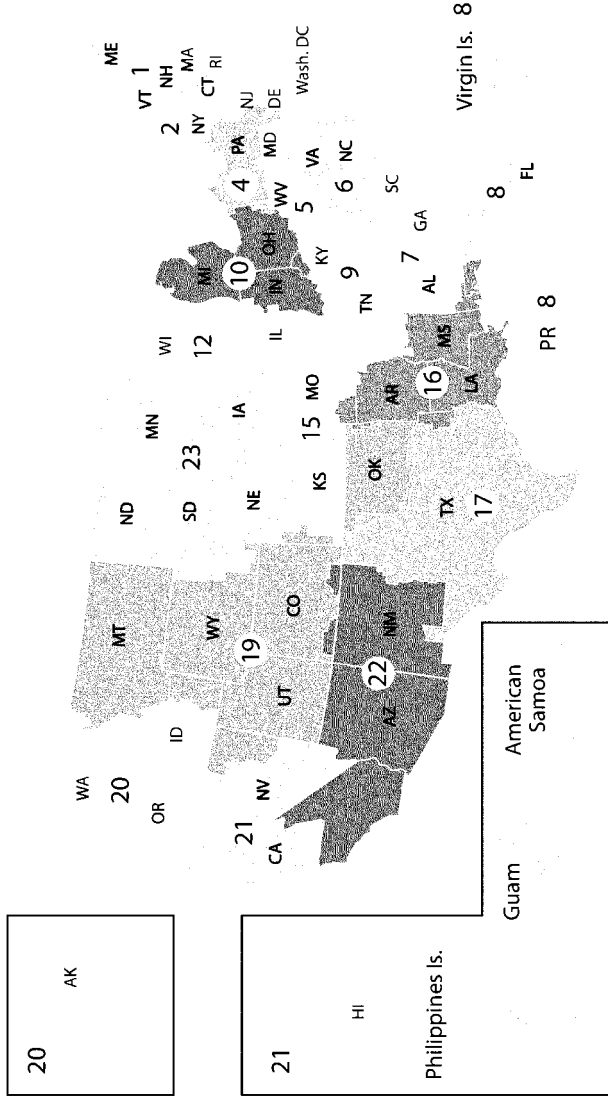 20
AK
21
HI
Philippines Is.
Guam
American
Samoa
WA
20
OR
ID
21
NV
CA
MT
WY
19
UT
CO
AZ
22
NM
ND
SD
NE
KS
MN
23
IA
15
MO
OK
TX
17
WI
12
IL
AR
16
LA
MS
MI
10
IN
OH
KY
9
TN
7
AL
GA
8
FL
PR 8
Virgin Is. 8
4
PA
WV
5
VA
6
NC
SC
MD
DE
NJ
Wash. DC
2
NY
VT
1
NH
MA
CT
RI
ME